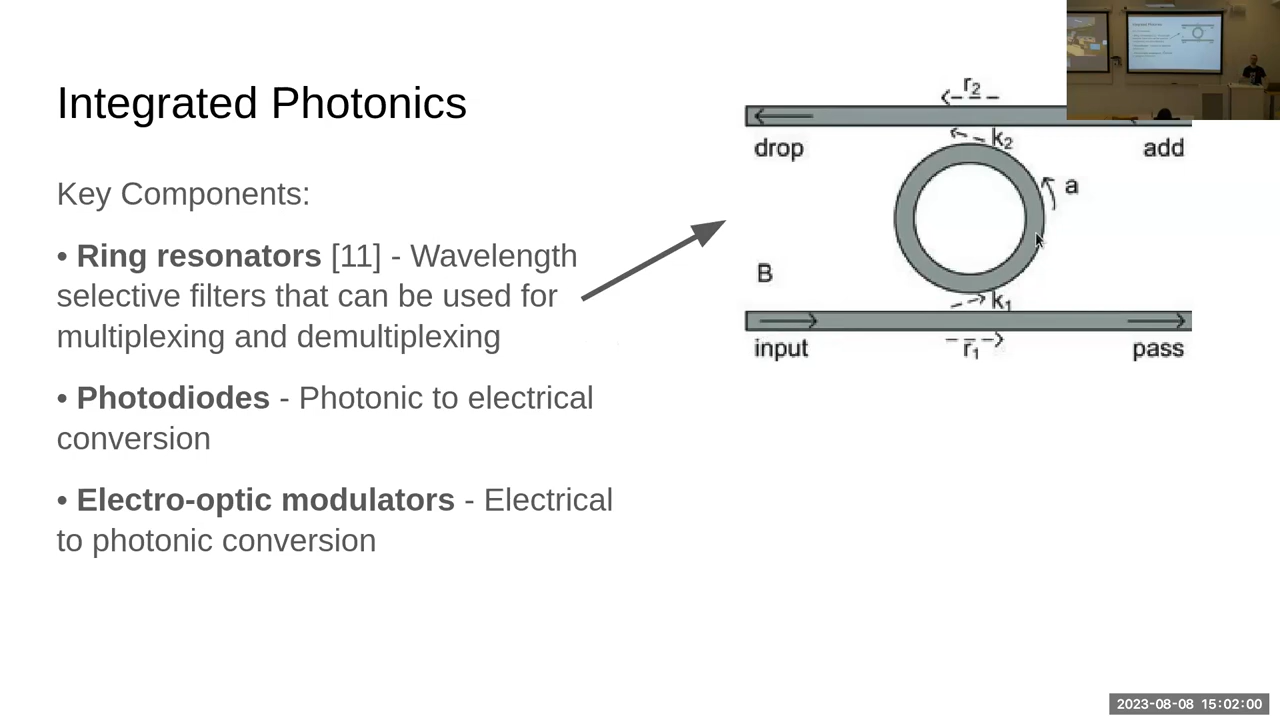 Integrated Photonics
Key Components:
• Ring resonators [11] - Wavelength
selective filters that can be used for
multiplexing and demultiplexing
• Photodiodes - Photonic to electrical
conversion
• Electro-optic modulators - Electrical
to photonic conversion
r2
k2
drop
add
a
B
k1
input
r1
pass
2023-08-08 15:02:00